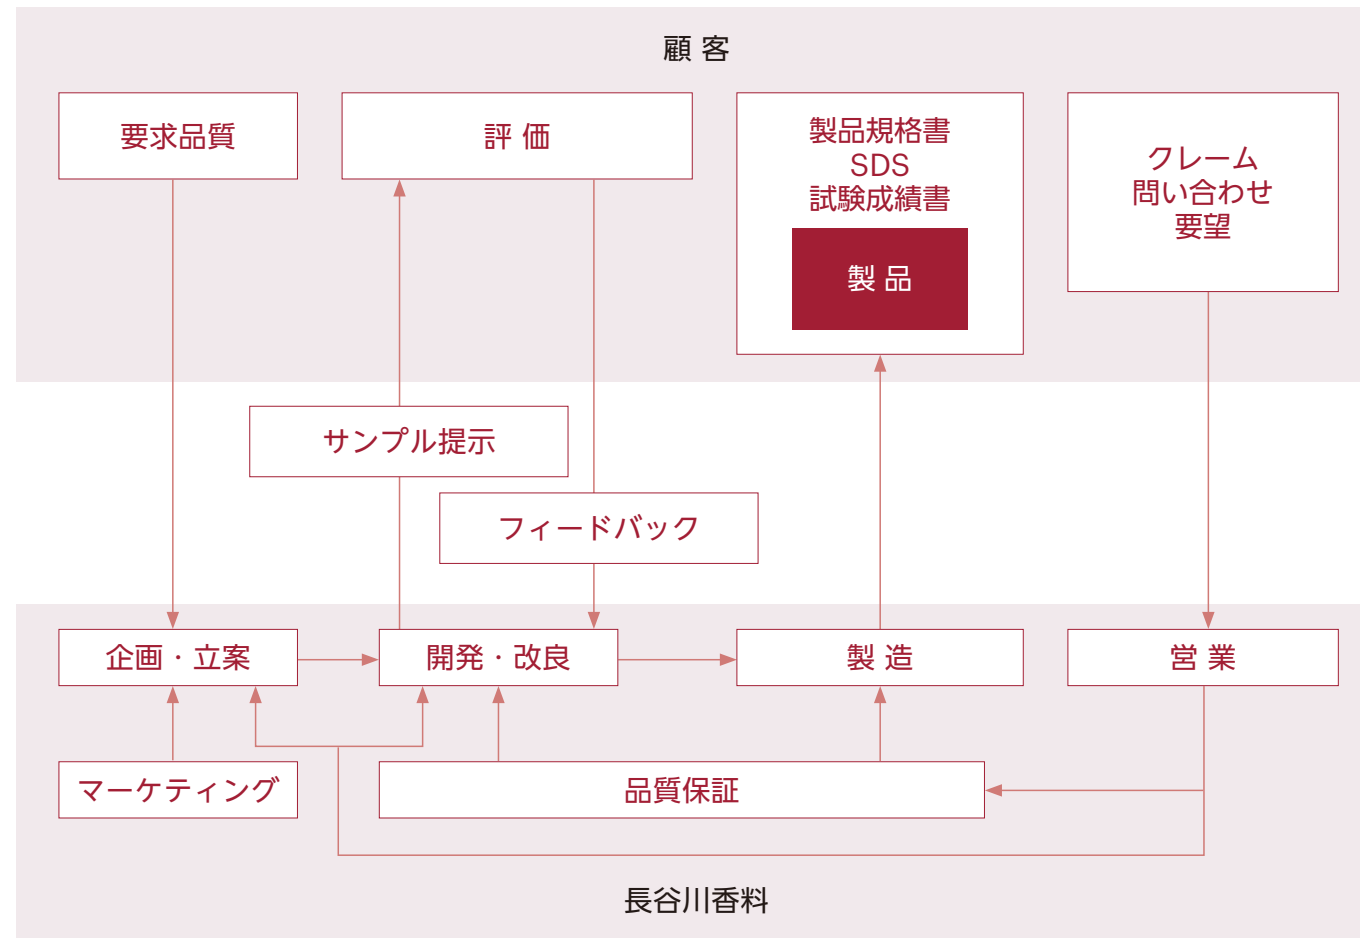 顧 客
要求品質
評 価
製品規格書
SDS
試験成績書
製 品
クレーム
問い合わせ
要望
サンプル提示
フィードバック
企画・立案
開発・改良
製 造
営 業
マーケティング
品質保証
長谷川香料